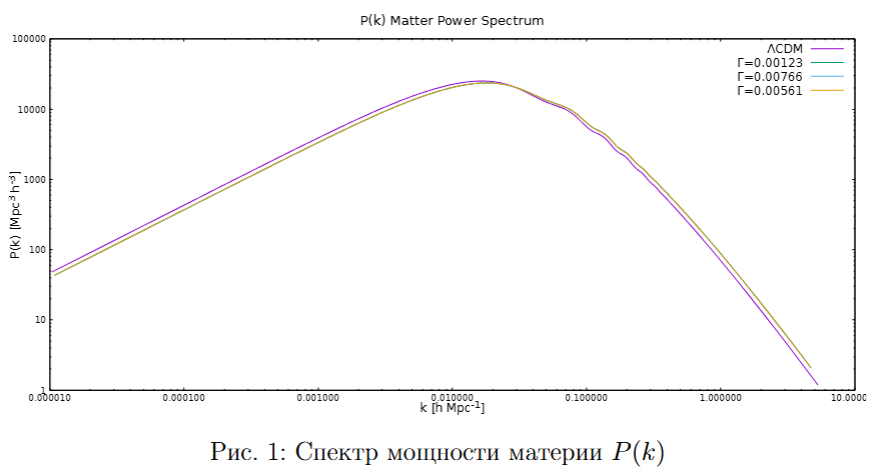 P(k) Matter Power Spectrum
100000
10000
1000
100
10
1
P(k) [Mpc³ h⁻³]
ΛCDM
Γ=0.00123
Γ=0.00766
Γ=0.00561
0.000010 0.000100 0.001000 0.010000 0.100000 1.000000 10.0000
k [h Mpc⁻¹]
Рис. 1: Спектр мощности материи P(k)